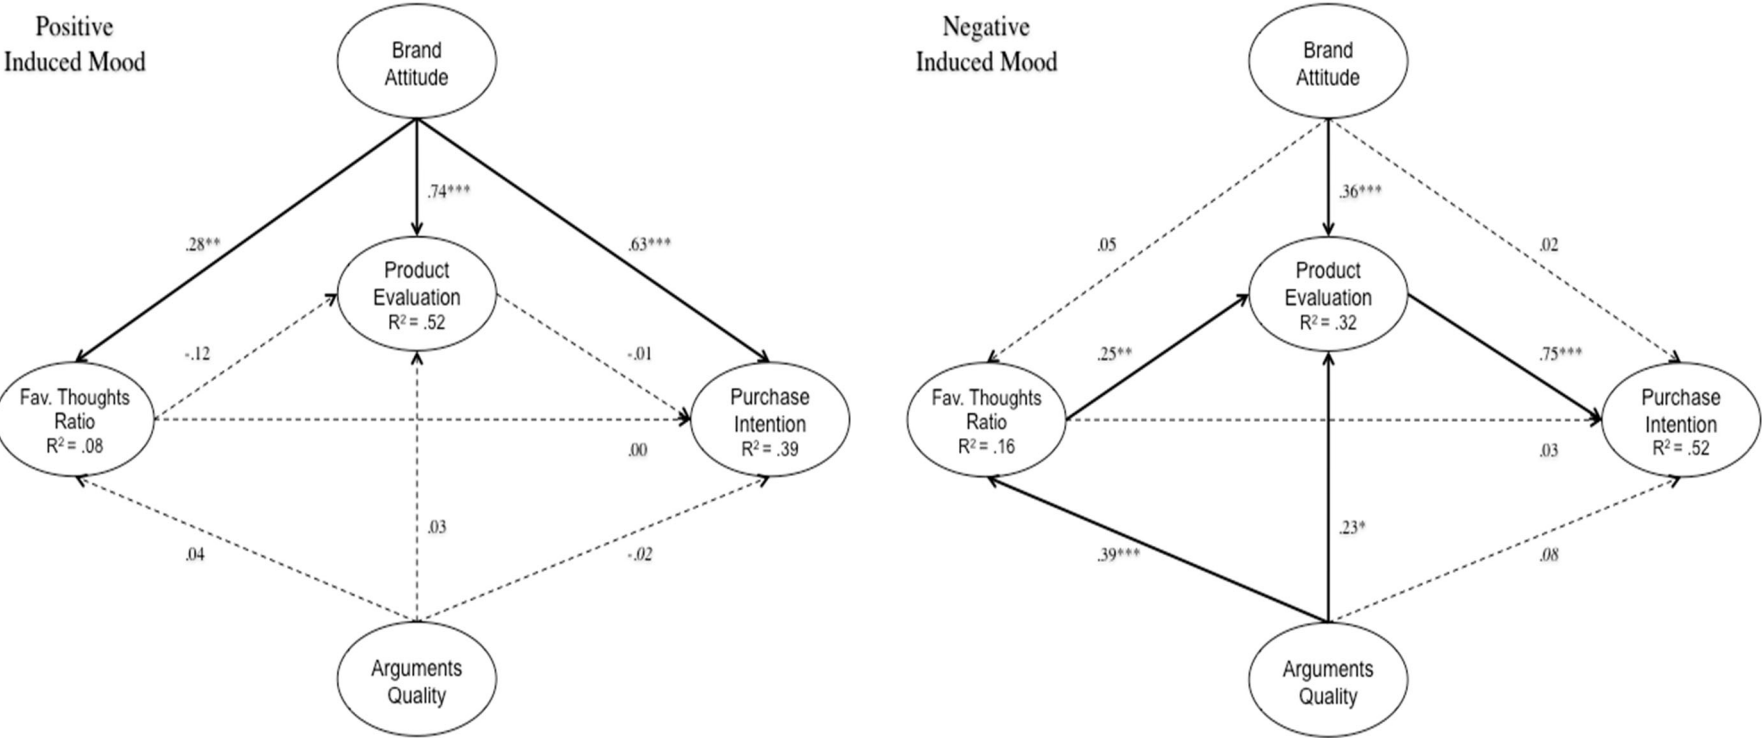 Positive
Induced Mood
Brand
Attitude
.74***
.28**
.63***
Product
Evaluation
R² = .52
-.12
-.01
Fav. Thoughts
Ratio
R² = .08
Purchase
Intention
R² = .39
.00
.03
.04
-.02
Arguments
Quality
Negative
Induced Mood
Brand
Attitude
.36***
.05
.02
Product
Evaluation
R² = .32
.25**
.75***
Fav. Thoughts
Ratio
R² = .16
Purchase
Intention
R² = .52
.03
.23*
.39***
.08
Arguments
Quality